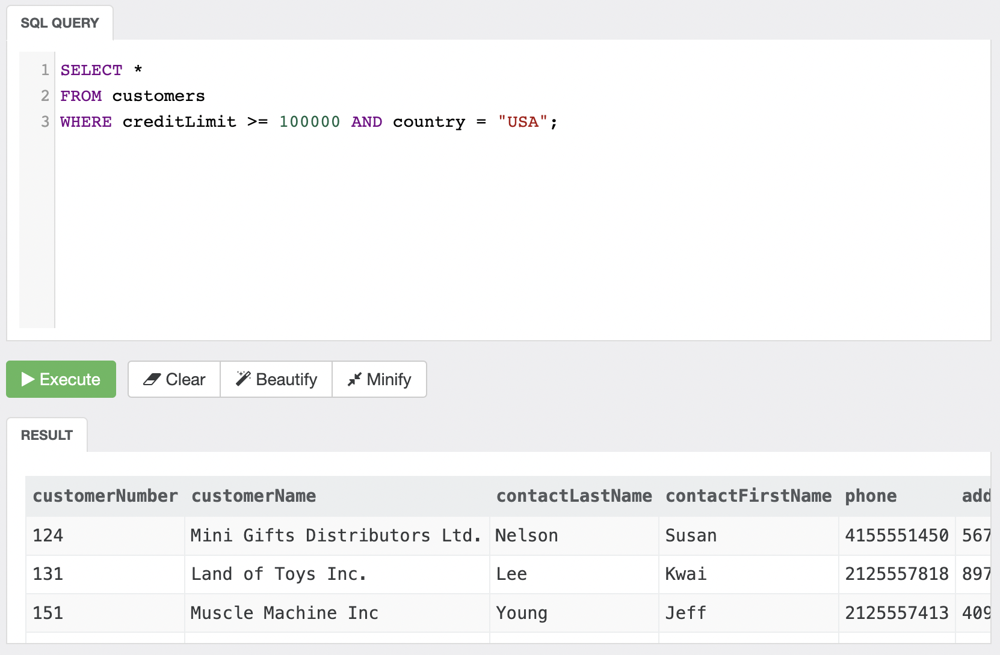 SQL QUERY
1 SELECT *
2 FROM customers
3 WHERE creditLimit >= 100000 AND country = "USA";
Execute Clear Beautify Minify
RESULT
customerNumber customerName contactLastName contactFirstName phone add
124 Mini Gifts Distributors Ltd. Nelson Susan 4155551450 567
131 Land of Toys Inc. Lee Kwai 2125557818 897
151 Muscle Machine Inc Young Jeff 2125557413 409